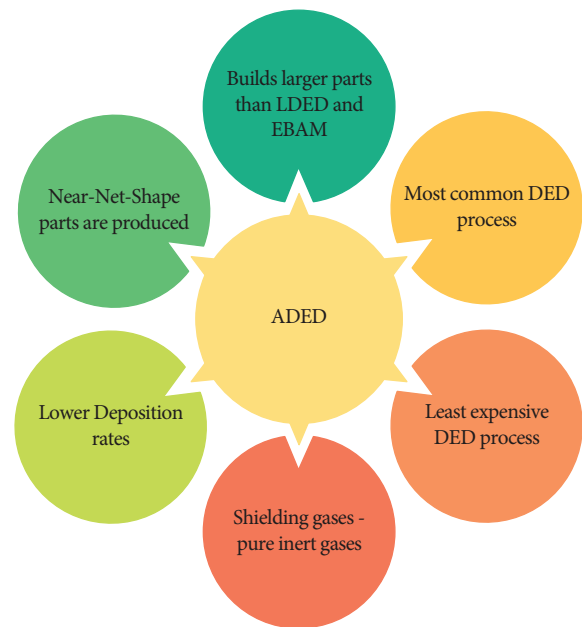 Builds larger parts
than LDED and
EBAM
Most common DED
process
Least expensive
DED process
Shielding gases -
pure inert gases
Lower Deposition
rates
Near-Net-Shape
parts are produced
ADED